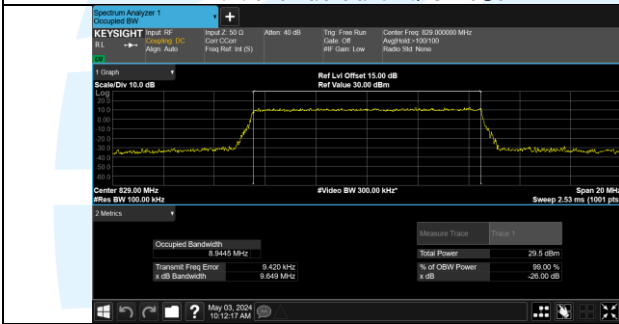 Spectrum Analyzer 1
Occupied BW
KEYSIGHT
Input: RF
Coupling: DC
Align: Auto
Input Z: 50 Ω
Corr CCorr
Freq Ref: Int (S)
Atten: 40 dB
Trig: Free Run
Gate: Off
#IF Gain: Low
Center Freq: 829.000000 MHz
Avg|Hold:>100/100
Radio Std: None
R L
1 Graph
Scale/Div 10.0 dB
Ref Lvl Offset 15.00 dB
Ref Value 30.00 dBm
Log
20.0
10.0
0.00
-10.0
-20.0
-30.0
-40.0
-50.0
-60.0
Center 829.00 MHz
#Video BW 300.00 kHz*
Span 20 MHz
#Res BW 100.00 kHz
Sweep 2.53 ms (1001 pts
2 Metrics
Measure Trace
Trace 1
Occupied Bandwidth
8.9445 MHz
Total Power
29.5 dBm
Transmit Freq Error
9.420 kHz
% of OBW Power
99.00 %
x dB Bandwidth
9.649 MHz
x dB
-26.00 dB
?
May 03, 2024
10:12:17 AM